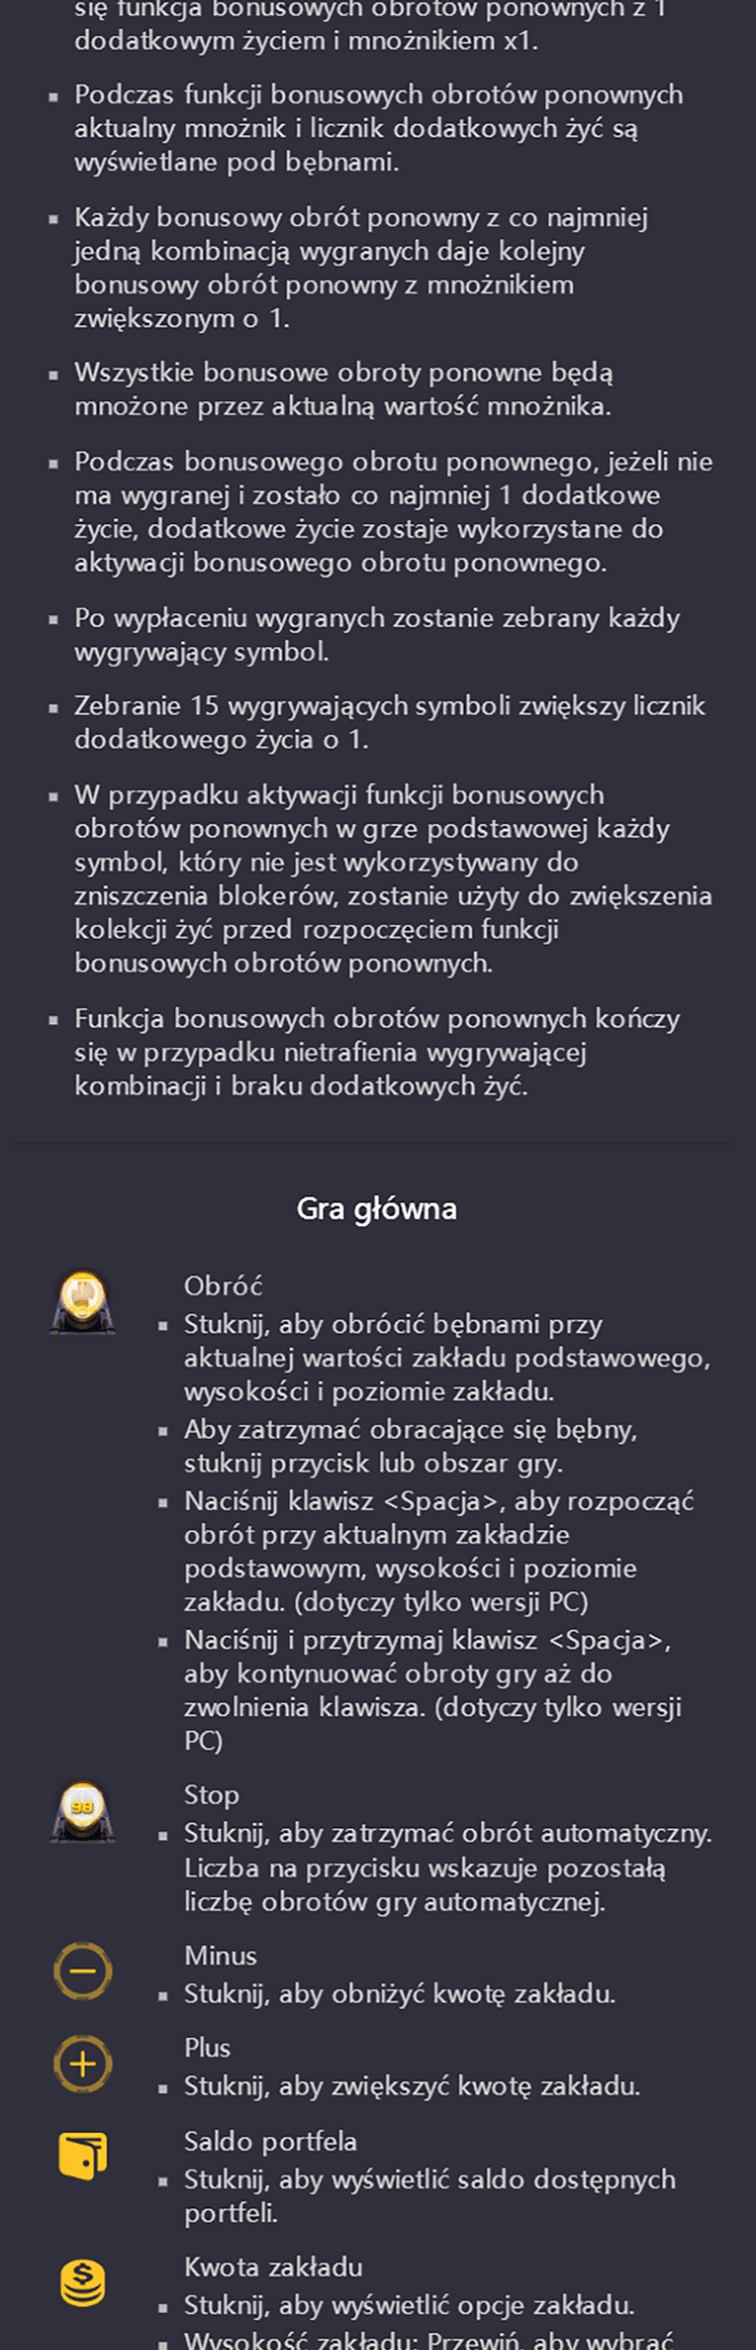 się funkcja bonusowych obrotów ponownych z 1
dodatkowym życiem i mnożnikiem x1.
▪ Podczas funkcji bonusowych obrotów ponownych
aktualny mnożnik i licznik dodatkowych żyć są
wyświetlane pod bębnami.
▪ Każdy bonusowy obrót ponowny z co najmniej
jedną kombinacją wygranych daje kolejny
bonusowy obrót ponowny z mnożnikiem
zwiększonym o 1.
▪ Wszystkie bonusowe obroty ponowne będą
mnożone przez aktualną wartość mnożnika.
▪ Podczas bonusowego obrotu ponownego, jeżeli nie
ma wygranej i zostało co najmniej 1 dodatkowe
życie, dodatkowe życie zostaje wykorzystane do
aktywacji bonusowego obrotu ponownego.
▪ Po wypłaceniu wygranych zostanie zebrany każdy
wygrywający symbol.
▪ Zebranie 15 wygrywających symboli zwiększy licznik
dodatkowego życia o 1.
▪ W przypadku aktywacji funkcji bonusowych
obrotów ponownych w grze podstawowej każdy
symbol, który nie jest wykorzystywany do
zniszczenia blokerów, zostanie użyty do zwiększenia
kolekcji żyć przed rozpoczęciem funkcji
bonusowych obrotów ponownych.
▪ Funkcja bonusowych obrotów ponownych kończy
się w przypadku nietrafienia wygrywającej
kombinacji i braku dodatkowych żyć.
Gra główna
Obróć
▪ Stuknij, aby obrócić bębnami przy
aktualnej wartości zakładu podstawowego,
wysokości i poziomie zakładu.
▪ Aby zatrzymać obracające się bębny,
stuknij przycisk lub obszar gry.
▪ Naciśnij klawisz <Spacja>, aby rozpocząć
obrót przy aktualnym zakładzie
podstawowym, wysokości i poziomie
zakładu. (dotyczy tylko wersji PC)
▪ Naciśnij i przytrzymaj klawisz <Spacja>,
aby kontynuować obroty gry aż do
zwolnienia klawisza. (dotyczy tylko wersji
PC)
98
Stop
▪ Stuknij, aby zatrzymać obrót automatyczny.
Liczba na przycisku wskazuje pozostałą
liczbę obrotów gry automatycznej.
Minus
▪ Stuknij, aby obniżyć kwotę zakładu.
Plus
▪ Stuknij, aby zwiększyć kwotę zakładu.
Saldo portfela
▪ Stuknij, aby wyświetlić saldo dostępnych
portfeli.
$
Kwota zakładu
▪ Stuknij, aby wyświetlić opcje zakładu.
▪ Wysokość zakładu: Przewiń, aby wybrać